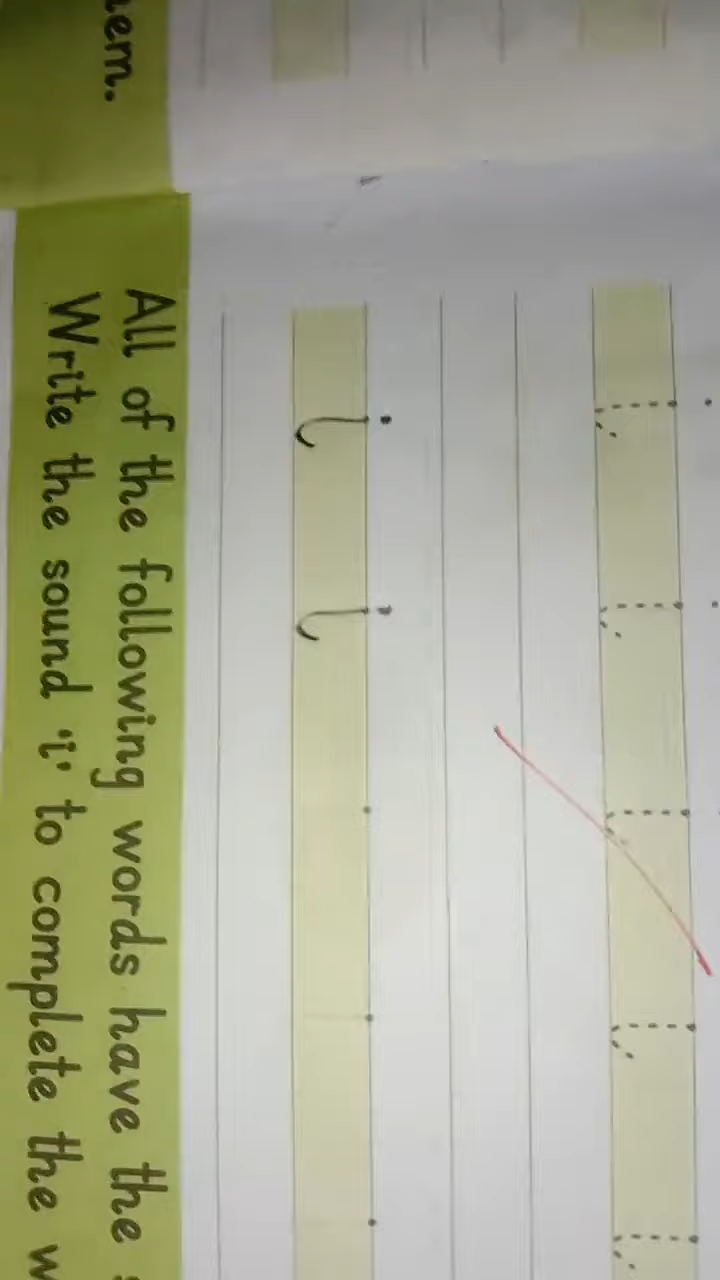 i i
All of the following words have the
Write the sound 'i' to complete the